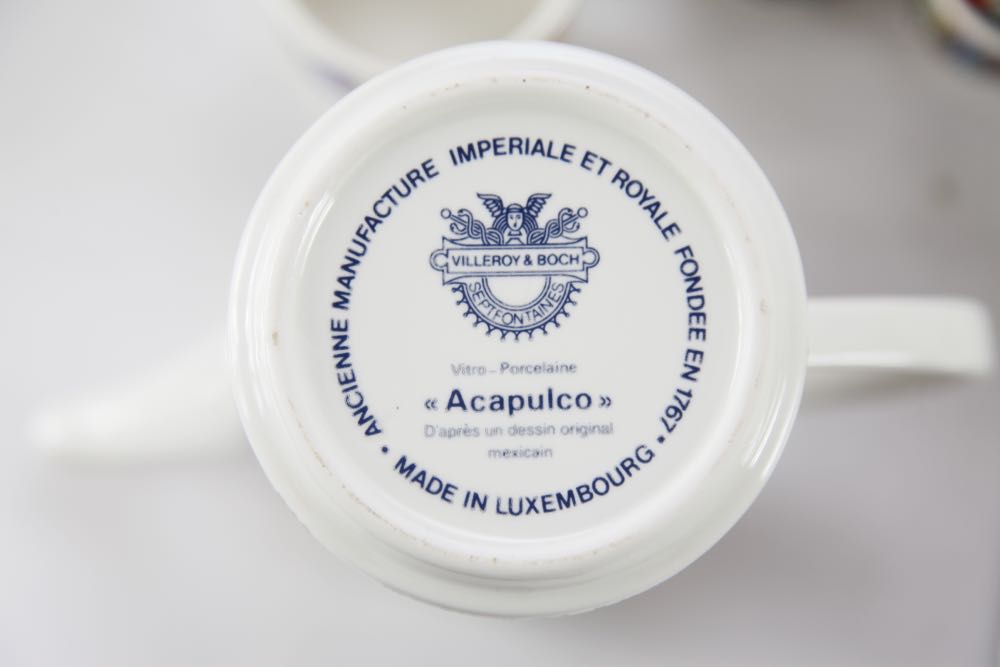 • ANCIENNE MANUFACTURE IMPERIALE ET ROYALE FONDEE EN 1767 •
VILLEROY & BOCH
SEPTFONTAINES
Vitro-Porcelaine
« Acapulco »
D'après un dessin original
mexicain
MADE IN LUXEMBOURG